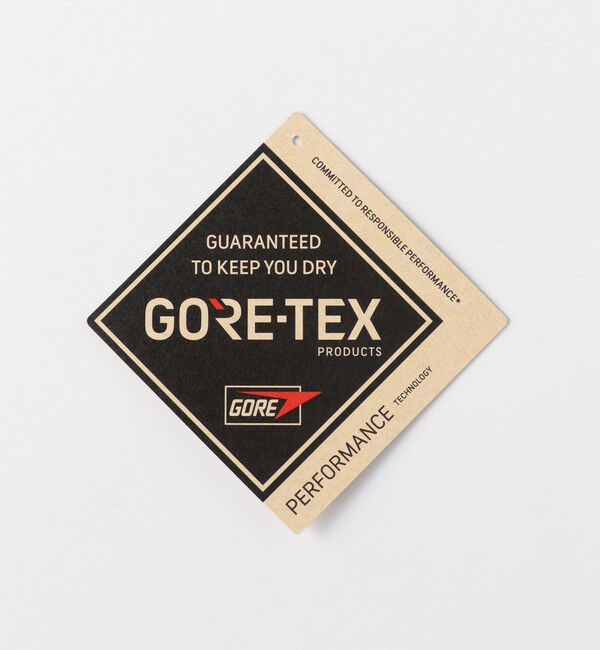 COMMITTED TO RESPONSIBLE PERFORMANCE*
GUARANTEED
TO KEEP YOU DRY
GORE-TEX
PRODUCTS
GORE
PERFORMANCE TECHNOLOGY